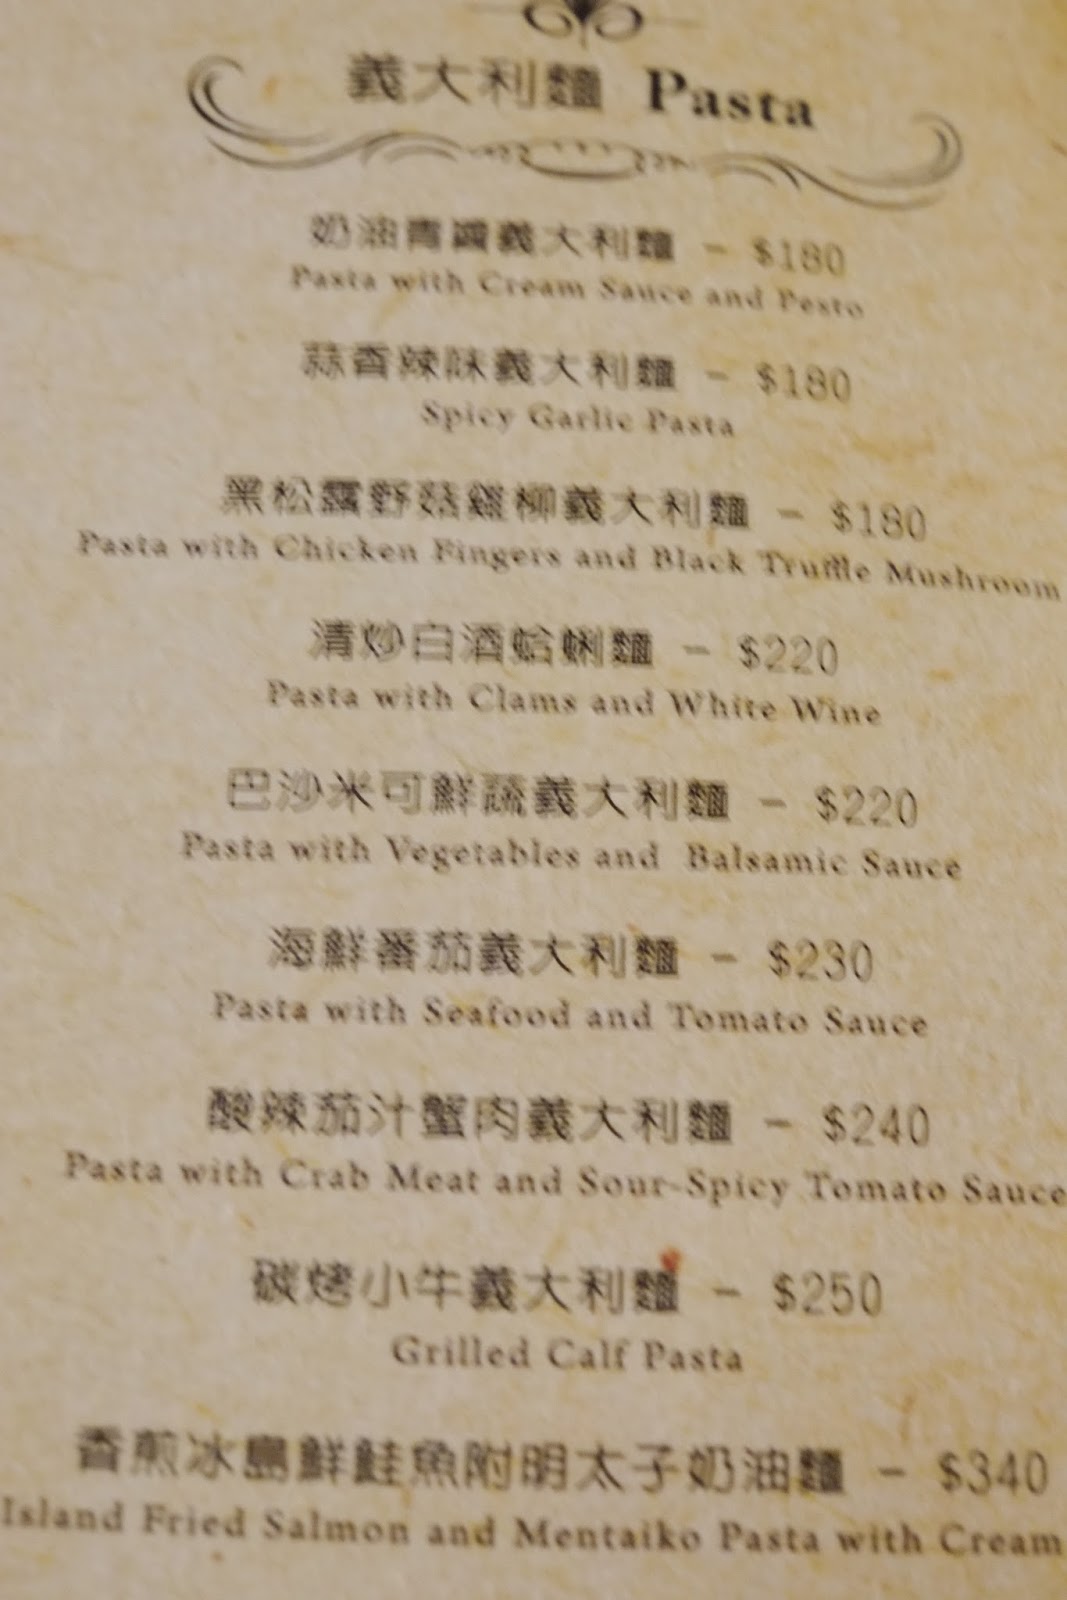 義大利麵 Pasta
奶油青醬義大利麵 - $180
Pasta with Cream Sauce and Pesto
蒜香辣味義大利麵 - $180
Spicy Garlic Pasta
黑松露野菇雞柳義大利麵 - $180
Pasta with Chicken Fingers and Black Truffle Mushroom
清炒白酒蛤蜊麵 - $220
Pasta with Clams and White Wine
巴沙米可鮮蔬義大利麵 - $220
Pasta with Vegetables and Balsamic Sauce
海鮮番茄義大利麵 - $230
Pasta with Seafood and Tomato Sauce
酸辣茄汁蟹肉義大利麵 - $240
Pasta with Crab Meat and Sour-Spicy Tomato Sauce
碳烤小牛義大利麵 - $250
Grilled Calf Pasta
香煎冰島鮮鮭魚附明太子奶油麵 - $340
Island Fried Salmon and Mentaiko Pasta with Cream